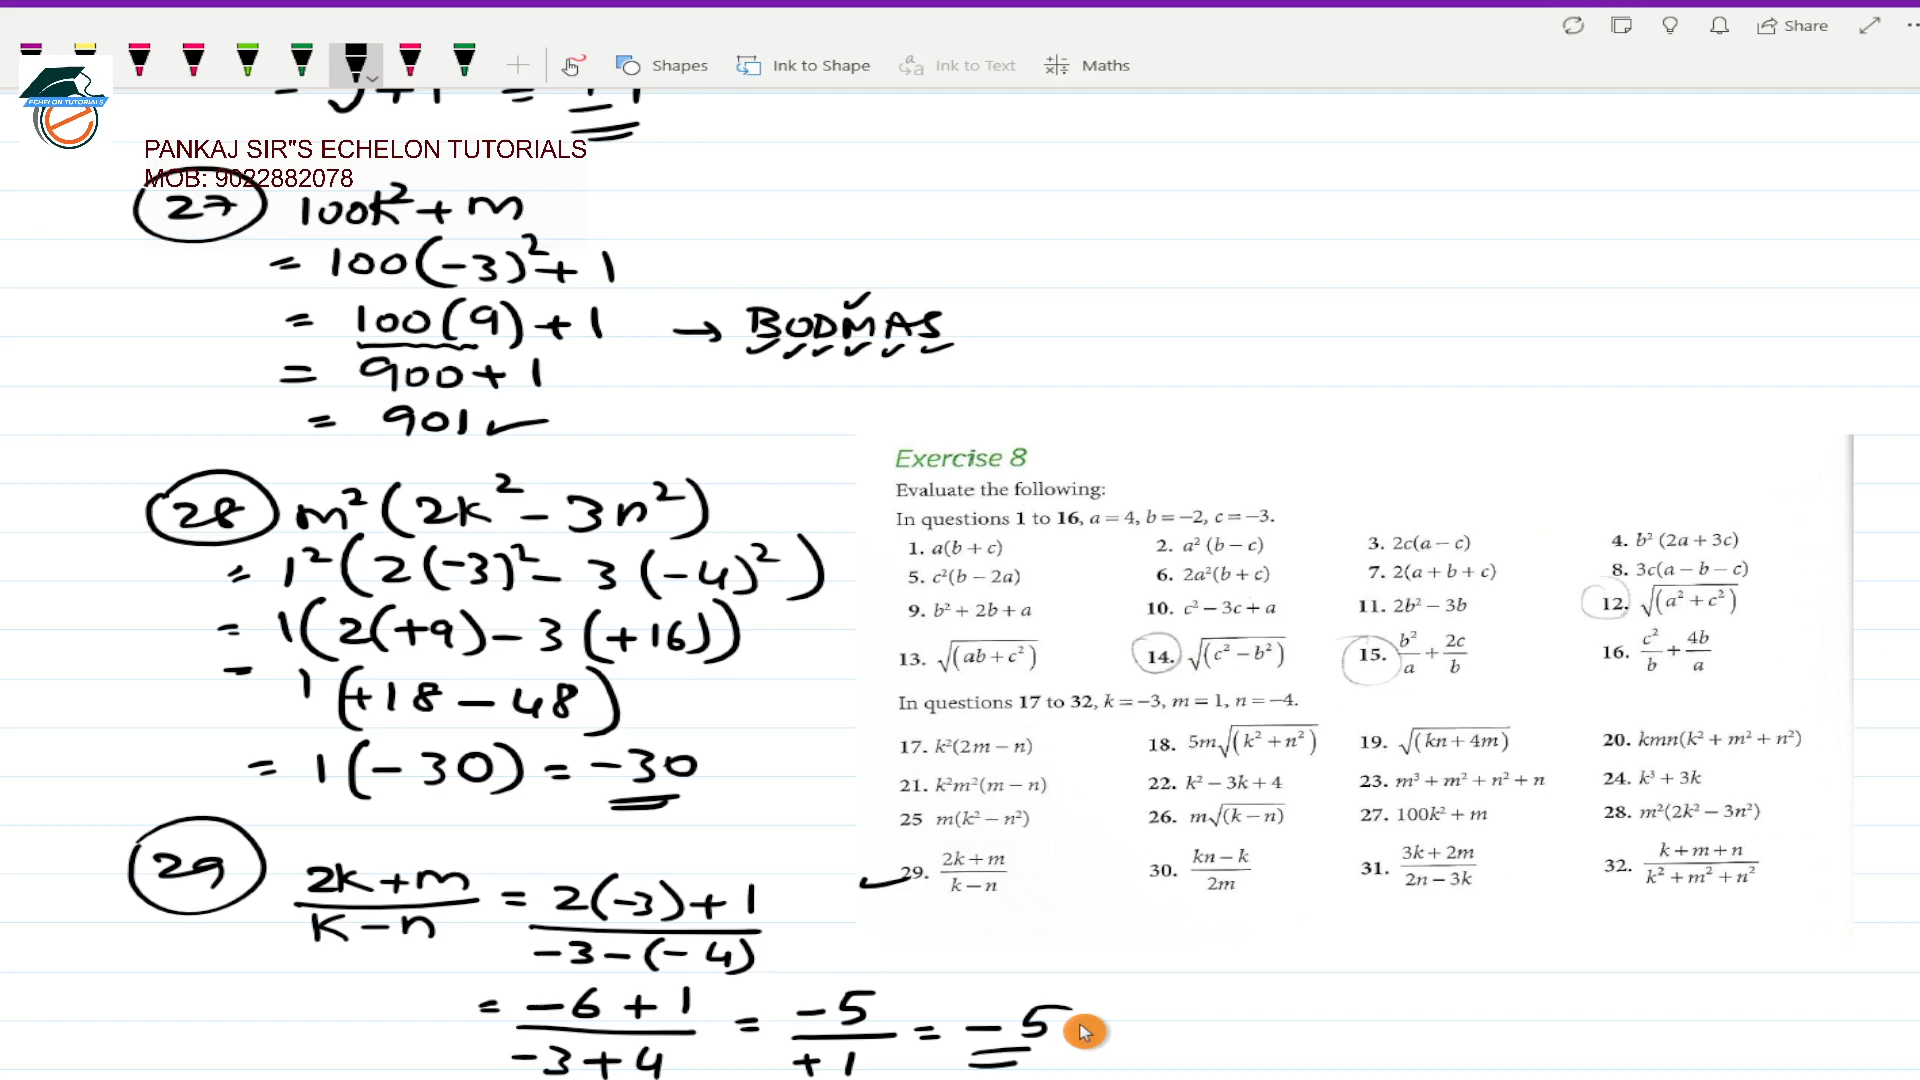 Share
Shapes
Ink to Shape
Ink to Text
Maths
ECHELON TUTORIALS
PANKAJ SIR"S ECHELON TUTORIALS
MOB: 9022882078
27 100k² + m
= 100(-3)² + 1
= 100(9) + 1 → BODMAS
= 900 + 1
= 901 ✓
28 m²(2k² - 3n²)
= 1²(2(-3)² - 3(-4)²)
= 1(2(+9) - 3(+16))
= 1(+18 - 48)
= 1(-30) = -30
29 (2k+m)/(k-n) = (2(-3)+1)/(-3-(-4))
= (-6+1)/(-3+4) = -5/+1 = -5
Exercise 8
Evaluate the following:
In questions 1 to 16, a = 4, b = −2, c = −3.
1. a(b + c) 2. a² (b − c) 3. 2c(a − c) 4. b² (2a + 3c)
5. c²(b − 2a) 6. 2a²(b + c) 7. 2(a + b + c) 8. 3c(a − b − c)
9. b² + 2b + a 10. c² − 3c + a 11. 2b² − 3b 12. √(a² + c²)
13. √(ab + c²) 14. √(c² − b²) 15. b²/a + 2c/b 16. c²/b + 4b/a
In questions 17 to 32, k = −3, m = 1, n = −4.
17. k²(2m − n) 18. 5m√(k² + n²) 19. √(kn + 4m) 20. kmn(k² + m² + n²)
21. k²m²(m − n) 22. k² − 3k + 4 23. m³ + m² + n² + n 24. k³ + 3k
25 m(k² − n²) 26. m√(k − n) 27. 100k² + m 28. m²(2k² − 3n²)
29. (2k + m)/(k − n) 30. (kn − k)/2m 31. (3k + 2m)/(2n − 3k) 32. (k + m + n)/(k² + m² + n²)